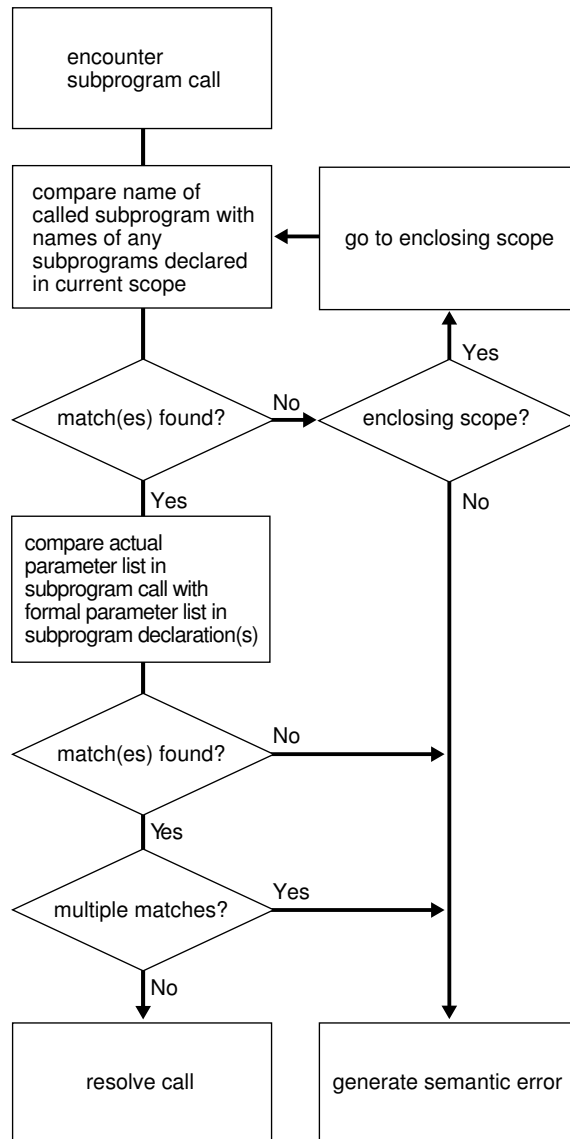 encounter
subprogram call
compare name of
called subprogram with
names of any
subprograms declared
in current scope
go to enclosing scope
Yes
match(es) found?
No
enclosing scope?
Yes
No
compare actual
parameter list in
subprogram call with
formal parameter list in
subprogram declaration(s)
match(es) found?
No
Yes
multiple matches?
Yes
No
resolve call
generate semantic error